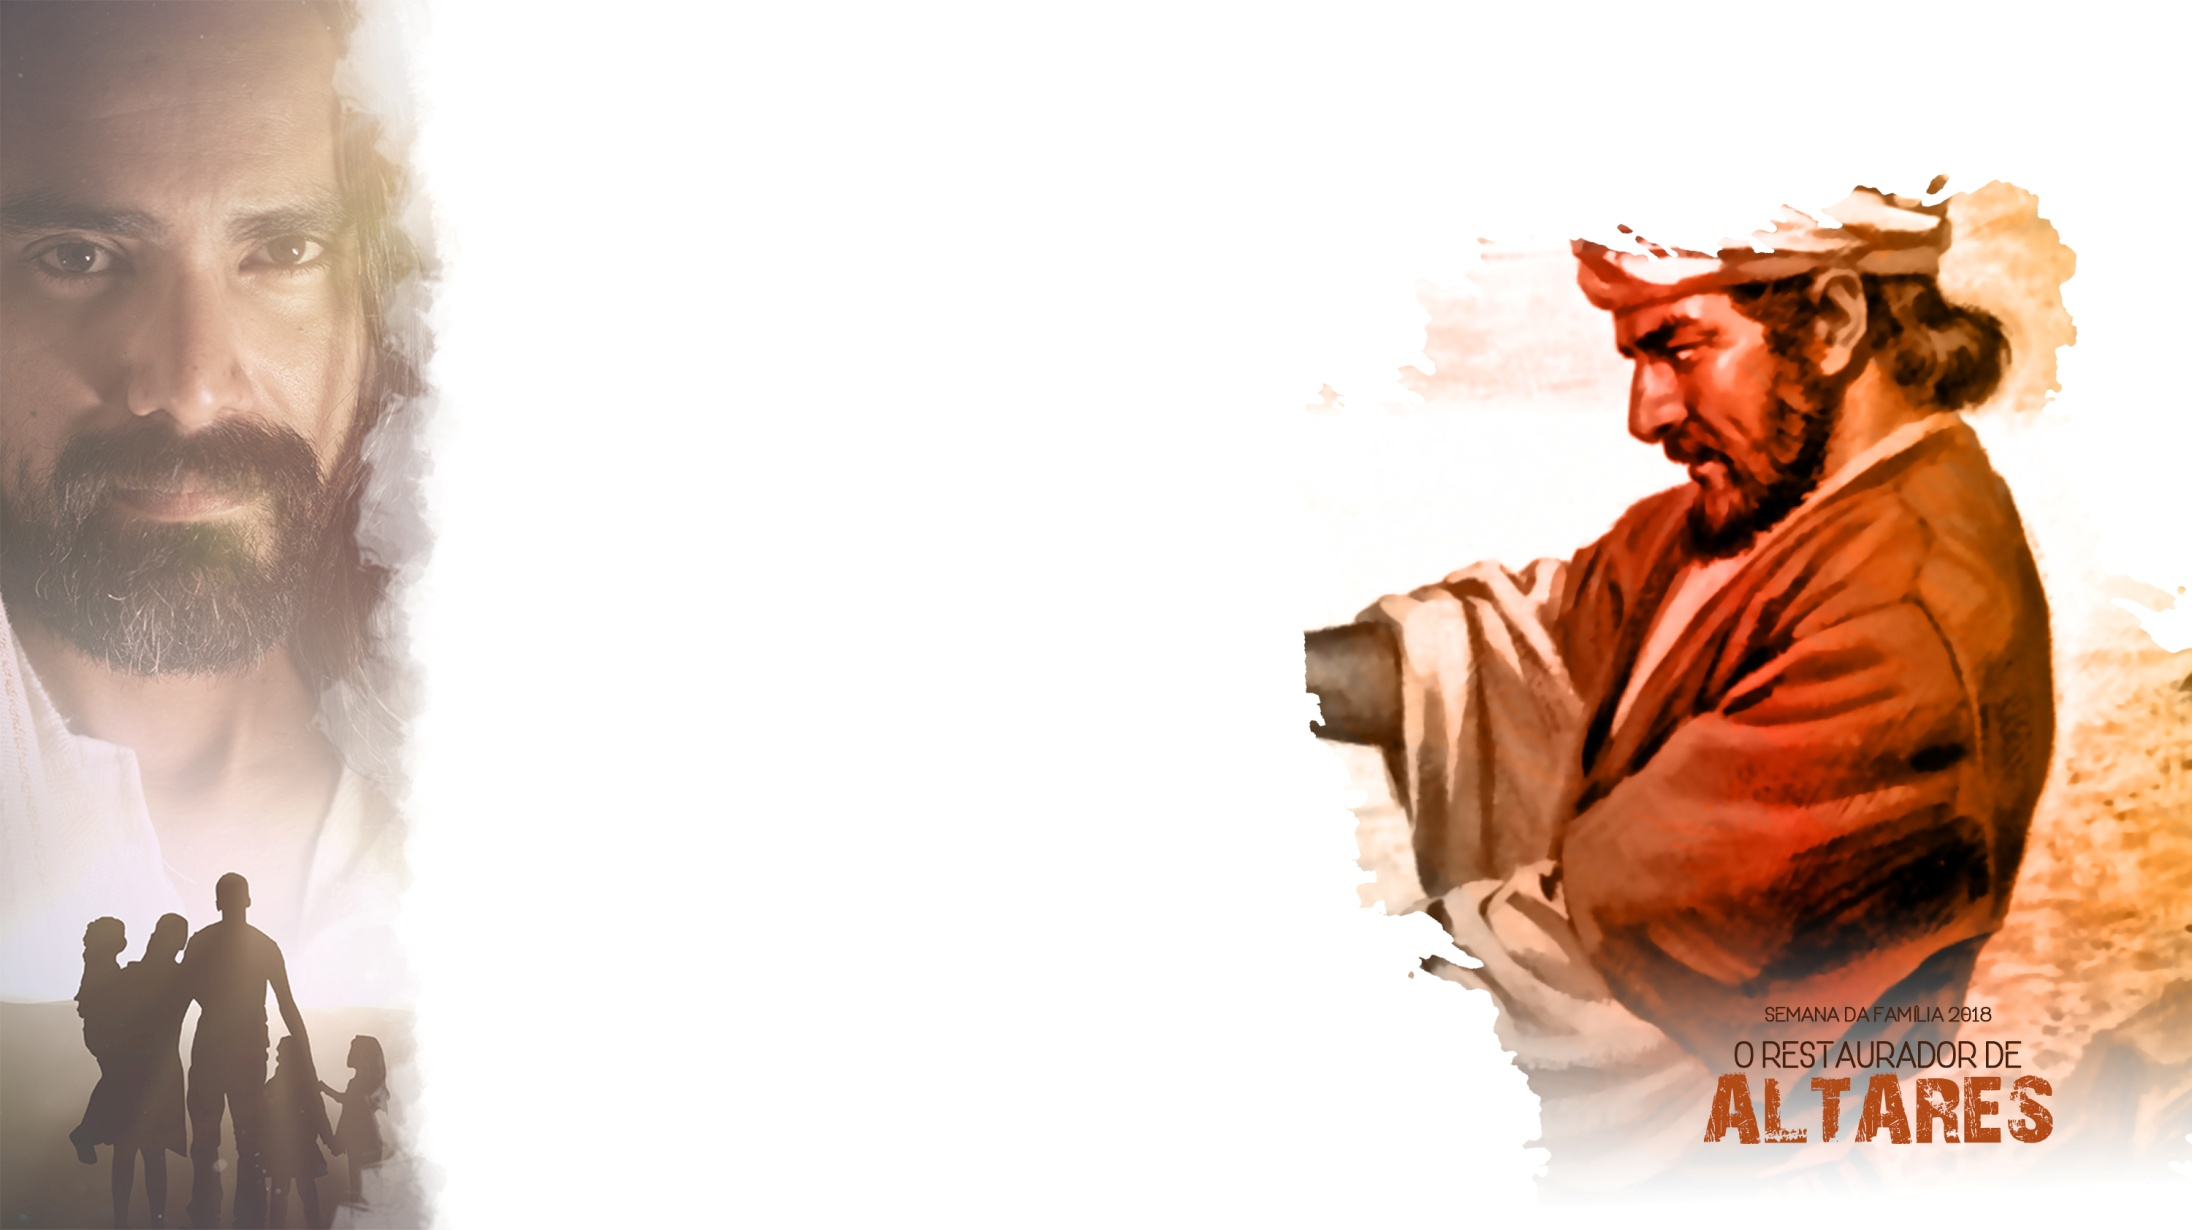 SEMANA DA FAMÍLIA 2018
O RESTAURADOR DE
ALTARES